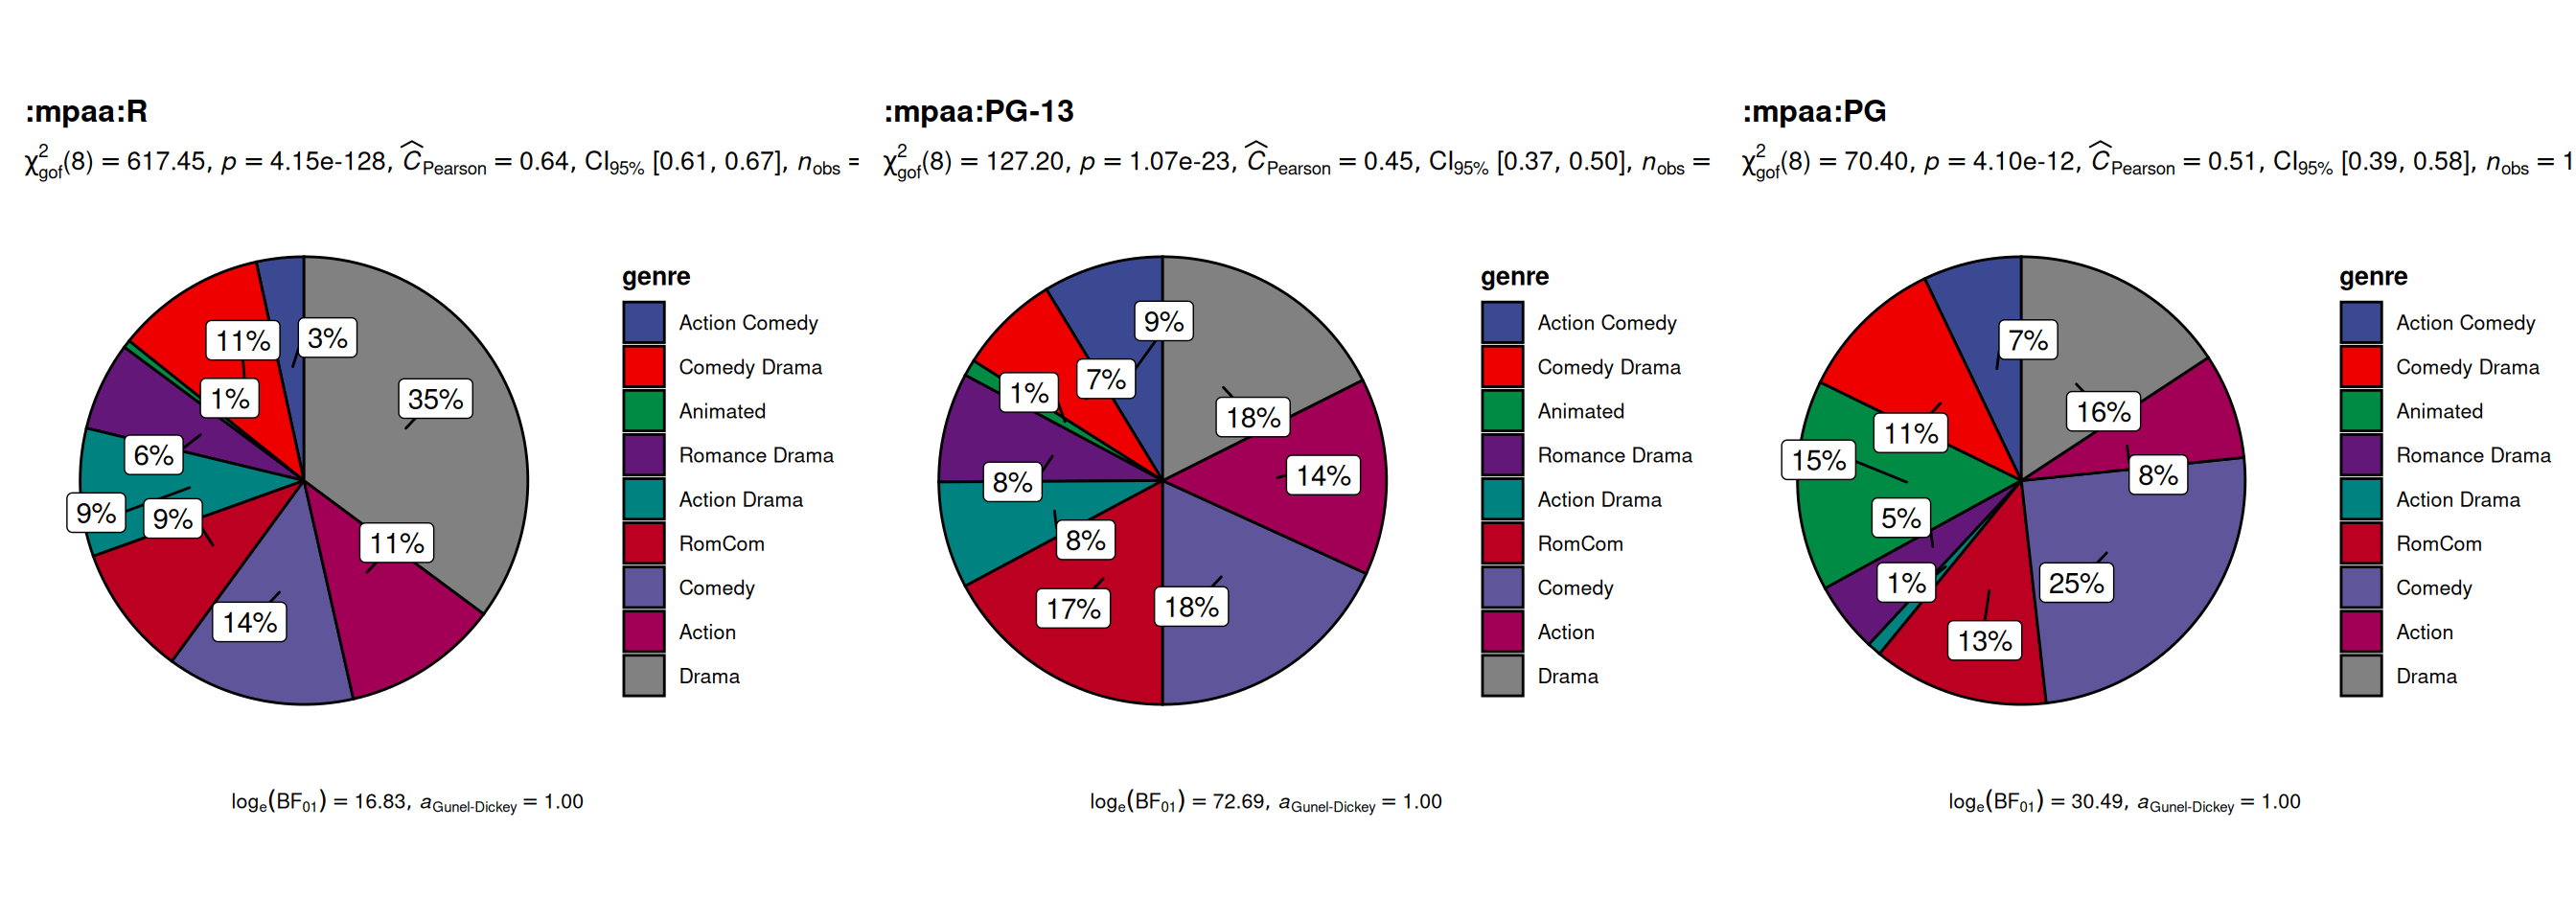 :mpaa:R
χ²gof(8) = 617.45, p = 4.15e-128, ĈPearson = 0.64, CI95% [0.61, 0.67], nobs =
3%
11%
1%
35%
6%
9%
9%
11%
14%
genre
Action Comedy
Comedy Drama
Animated
Romance Drama
Action Drama
RomCom
Comedy
Action
Drama
loge(BF01) = 16.83, aGunel-Dickey = 1.00
:mpaa:PG-13
χ²gof(8) = 127.20, p = 1.07e-23, ĈPearson = 0.45, CI95% [0.37, 0.50], nobs =
9%
7%
1%
18%
14%
8%
8%
17%
18%
genre
Action Comedy
Comedy Drama
Animated
Romance Drama
Action Drama
RomCom
Comedy
Action
Drama
loge(BF01) = 72.69, aGunel-Dickey = 1.00
:mpaa:PG
χ²gof(8) = 70.40, p = 4.10e-12, ĈPearson = 0.51, CI95% [0.39, 0.58], nobs = 1
7%
16%
11%
15%
8%
5%
1%
25%
13%
genre
Action Comedy
Comedy Drama
Animated
Romance Drama
Action Drama
RomCom
Comedy
Action
Drama
loge(BF01) = 30.49, aGunel-Dickey = 1.00